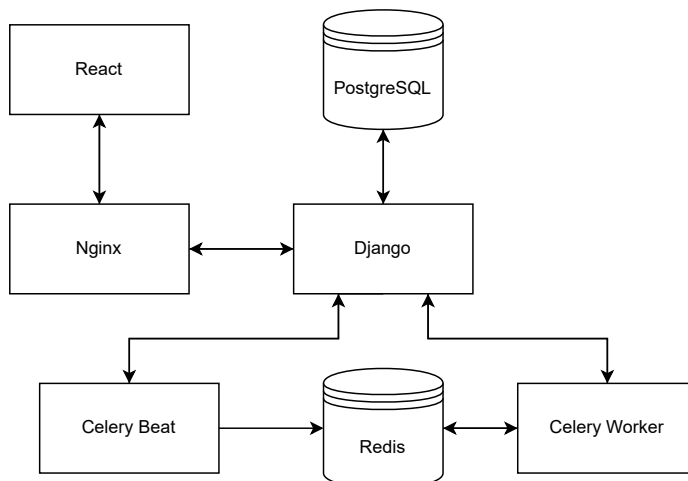 React
PostgreSQL
Nginx
Django
Celery Beat
Redis
Celery Worker